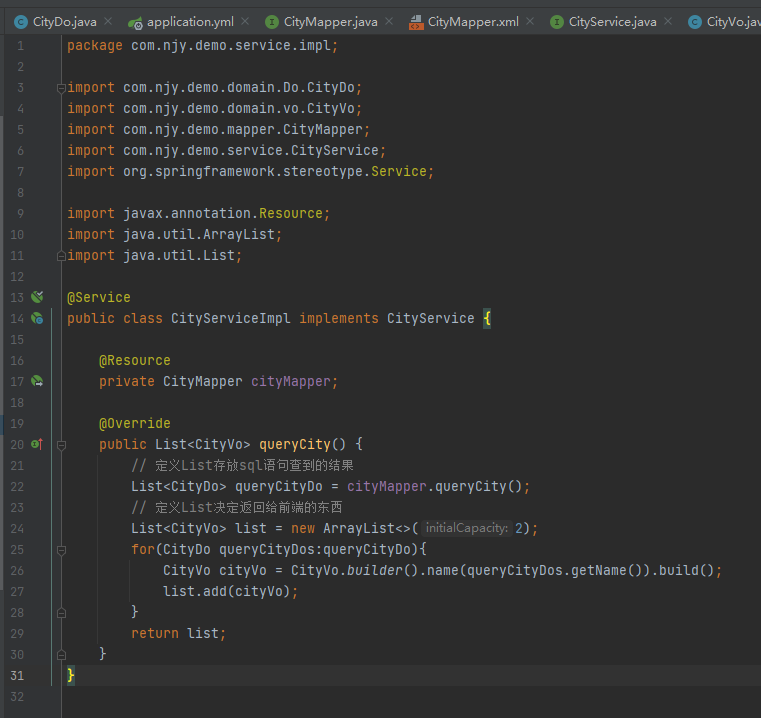 CityDo.java application.yml CityMapper.java CityMapper.xml CityService.java CityVo.jav
1 package com.njy.demo.service.impl;
2
3 import com.njy.demo.domain.Do.CityDo;
4 import com.njy.demo.domain.vo.CityVo;
5 import com.njy.demo.mapper.CityMapper;
6 import com.njy.demo.service.CityService;
7 import org.springframework.stereotype.Service;
8
9 import javax.annotation.Resource;
10 import java.util.ArrayList;
11 import java.util.List;
12
13 @Service
14 public class CityServiceImpl implements CityService {
15
16 @Resource
17 private CityMapper cityMapper;
18
19 @Override
20 public List<CityVo> queryCity() {
21 // 定义List存放sql语句查到的结果
22 List<CityDo> queryCityDo = cityMapper.queryCity();
23 // 定义List决定返回给前端的东西
24 List<CityVo> list = new ArrayList<>( initialCapacity: 2);
25 for(CityDo queryCityDos:queryCityDo){
26 CityVo cityVo = CityVo.builder().name(queryCityDos.getName()).build();
27 list.add(cityVo);
28 }
29 return list;
30 }
31 }
32